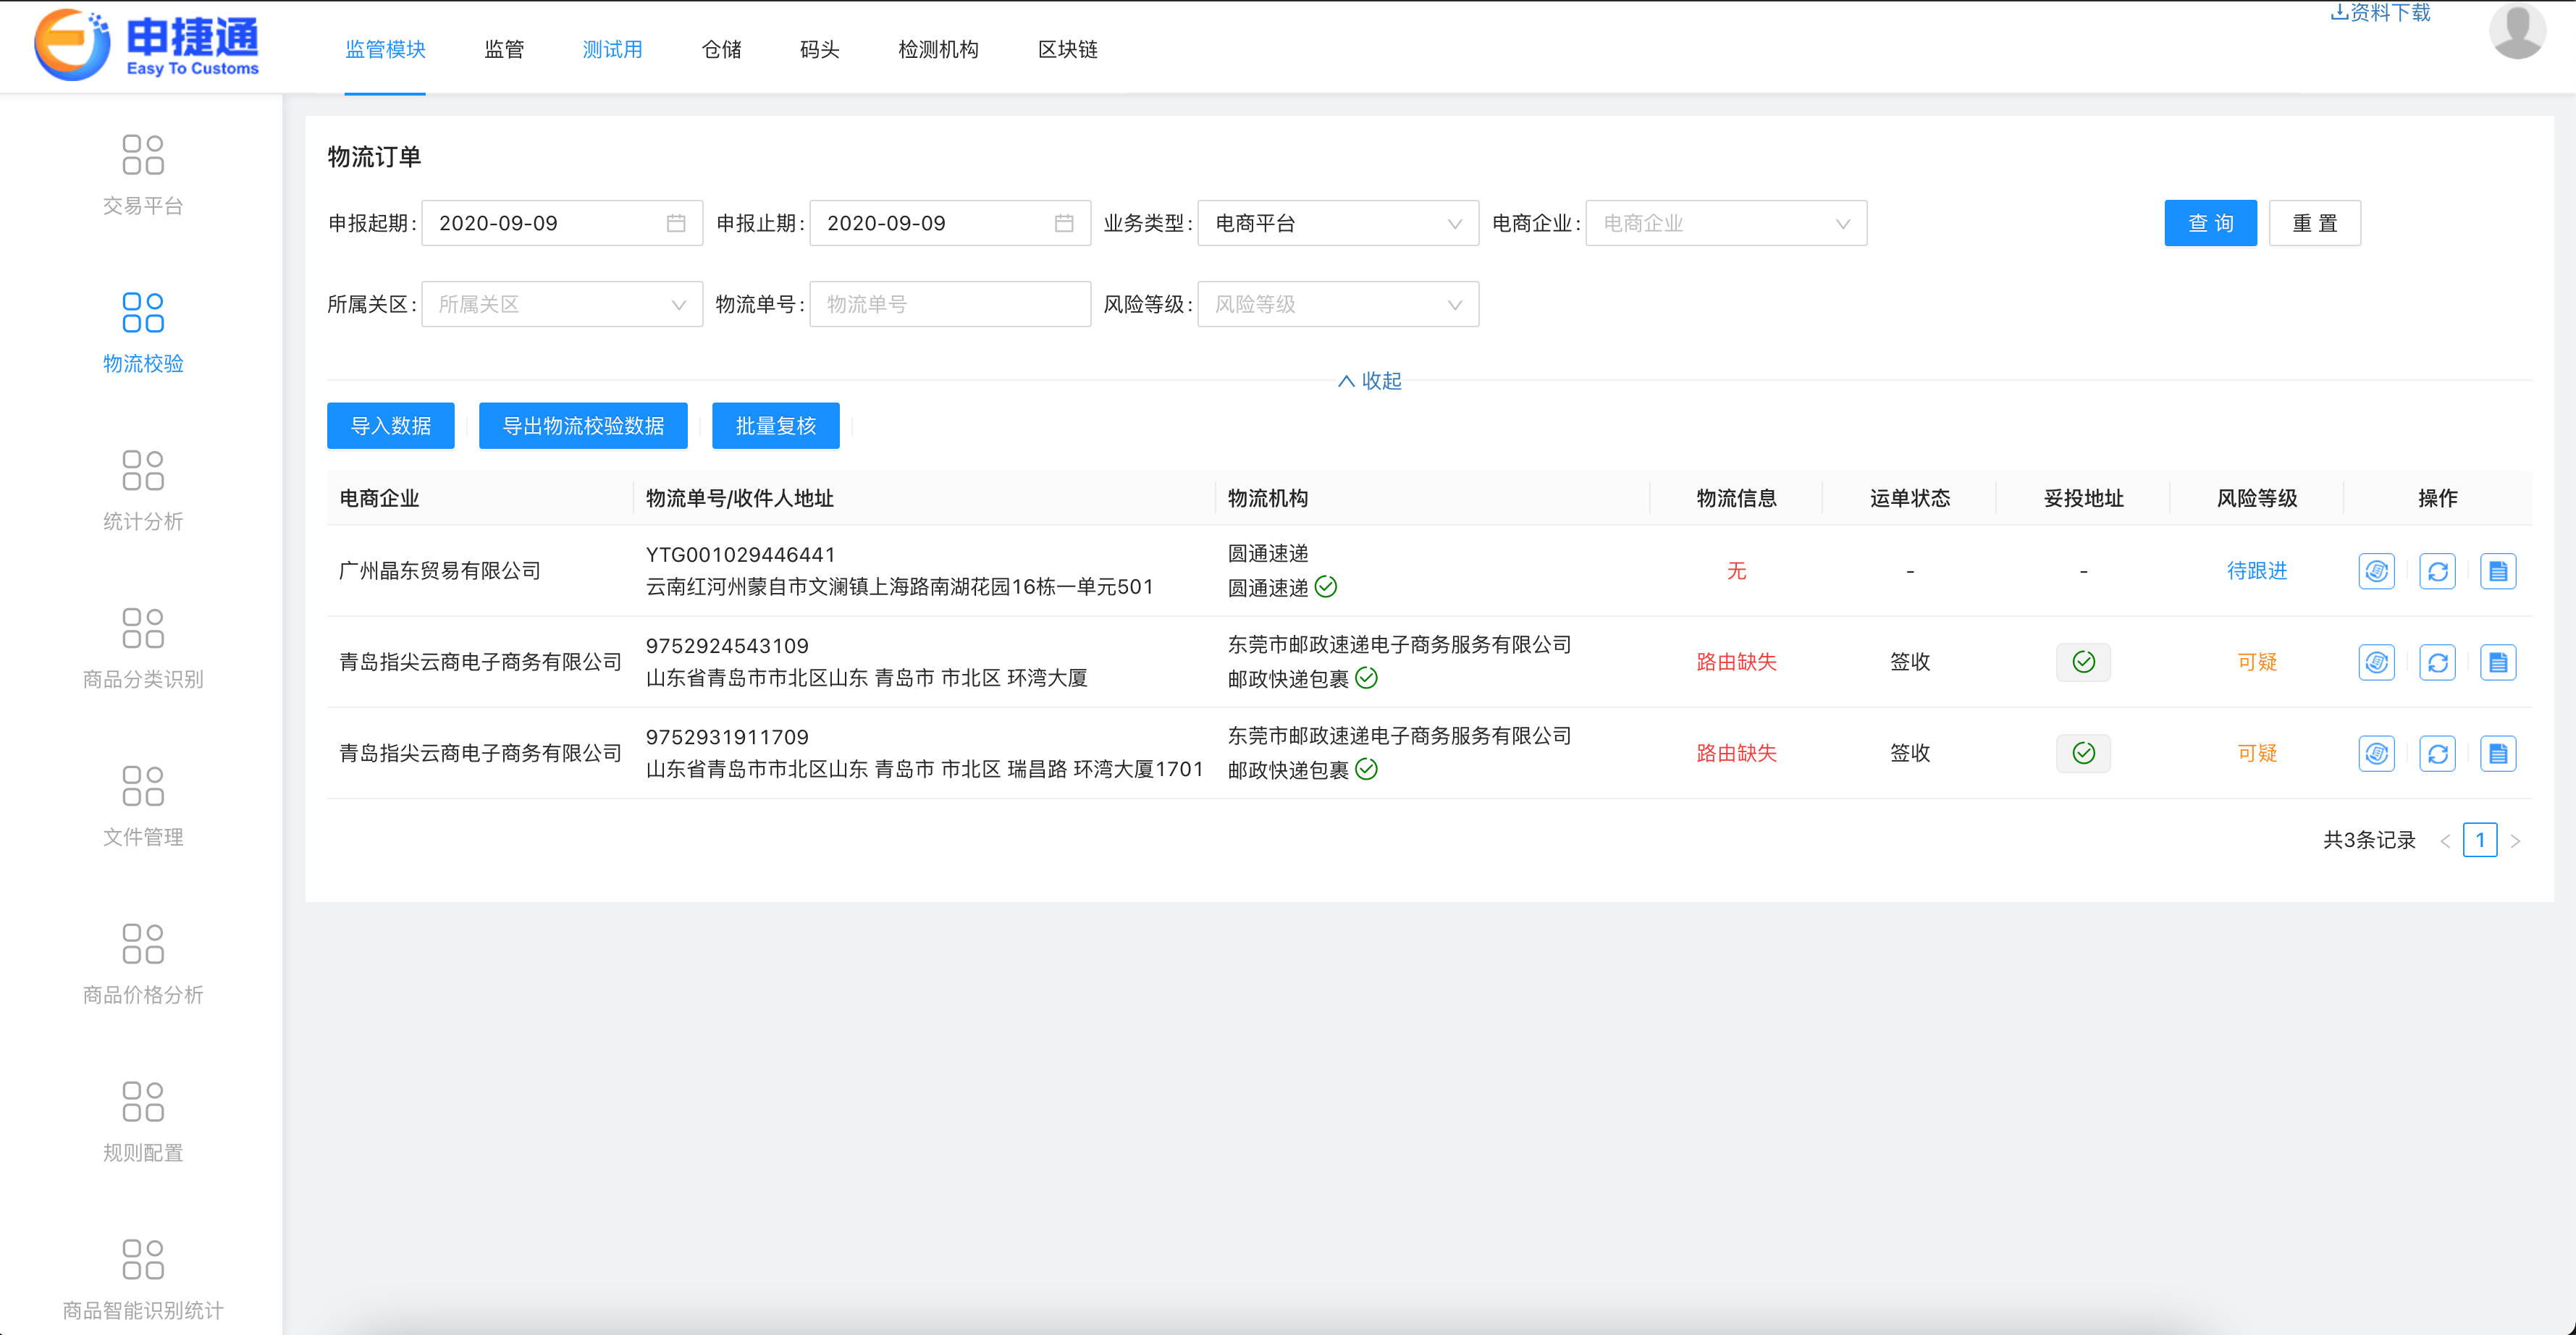 申捷通
Easy To Customs
监管模块 监管 测试用 仓储 码头 检测机构 区块链
资料下载
交易平台
物流校验
统计分析
商品分类识别
文件管理
商品价格分析
规则配置
商品智能识别统计
物流订单
申报起期: 2020-09-09 申报止期: 2020-09-09 业务类型: 电商平台 电商企业: 电商企业 查 询 重 置
所属关区: 所属关区 物流单号: 物流单号 风险等级: 风险等级
收起
导入数据 导出物流校验数据 批量复核
电商企业 物流单号/收件人地址 物流机构 物流信息 运单状态 妥投地址 风险等级 操作
广州晶东贸易有限公司 YTG001029446441 圆通速递 无 - - 待跟进
云南红河州蒙自市文澜镇上海路南湖花园16栋一单元501 圆通速递
青岛指尖云商电子商务有限公司 9752924543109 东莞市邮政速递电子商务服务有限公司 路由缺失 签收 可疑
山东省青岛市市北区山东 青岛市 市北区 环湾大厦 邮政快递包裹
青岛指尖云商电子商务有限公司 9752931911709 东莞市邮政速递电子商务服务有限公司 路由缺失 签收 可疑
山东省青岛市市北区山东 青岛市 市北区 瑞昌路 环湾大厦1701 邮政快递包裹
共3条记录 < 1 >